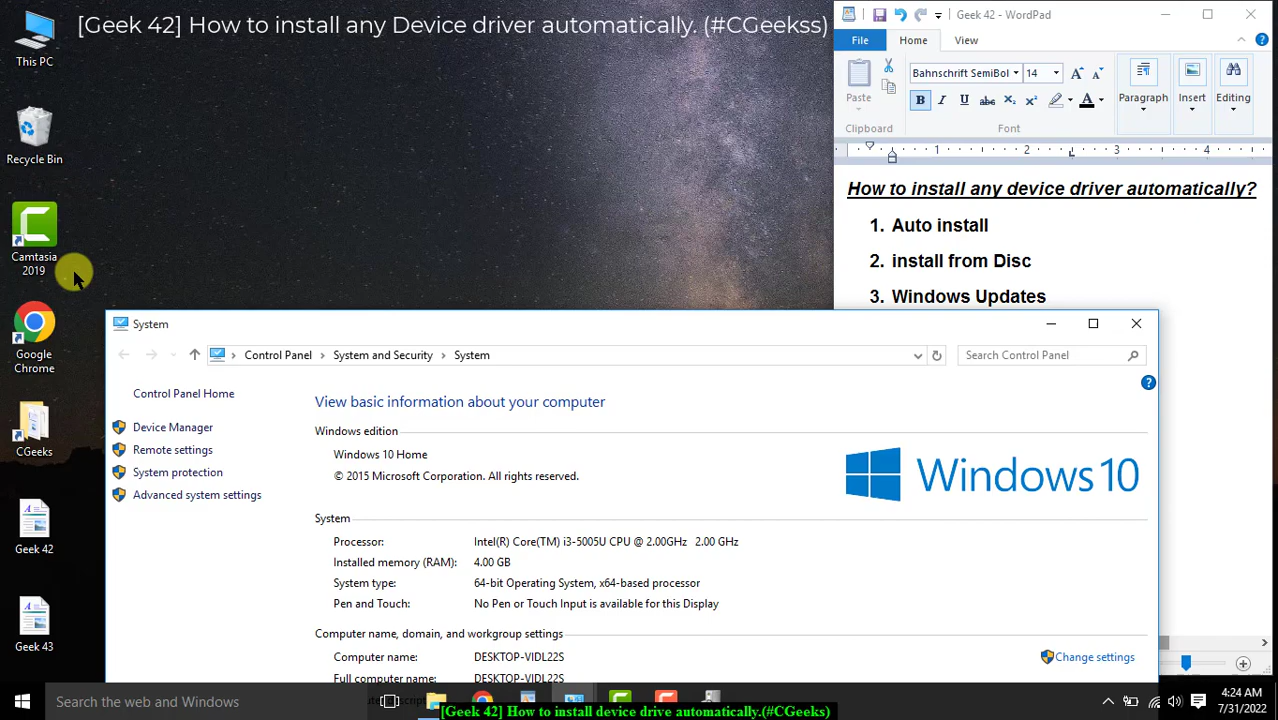 [Geek 42] How to install any Device driver automatically. (#CGeekss)
This PC
Recycle Bin
Camtasia
2019
Google
Chrome
CGeeks
Geek 42
Geek 43
Geek 42 - WordPad
File
Home
View
Paste
Clipboard
Bahnschrift SemiBol
14
A
A
B
I
U
abc
X₂
X²
A
Font
Paragraph
Insert
Editing
1
2
3
4
How to install any device driver automatically?
1. Auto install
2. install from Disc
3. Windows Updates
System
Control Panel > System and Security > System
Search Control Panel
Control Panel Home
Device Manager
Remote settings
System protection
Advanced system settings
View basic information about your computer
Windows edition
Windows 10 Home
© 2015 Microsoft Corporation. All rights reserved.
Windows 10
System
Processor: Intel(R) Core(TM) i3-5005U CPU @ 2.00GHz 2.00 GHz
Installed memory (RAM): 4.00 GB
System type: 64-bit Operating System, x64-based processor
Pen and Touch: No Pen or Touch Input is available for this Display
Computer name, domain, and workgroup settings
Computer name: DESKTOP-VIDL22S
Change settings
Full computer name: DESKTOP-VIDL22S
Search the web and Windows
4:24 AM
7/31/2022
[Geek 42] How to install device drive automatically.(#CGeeks)